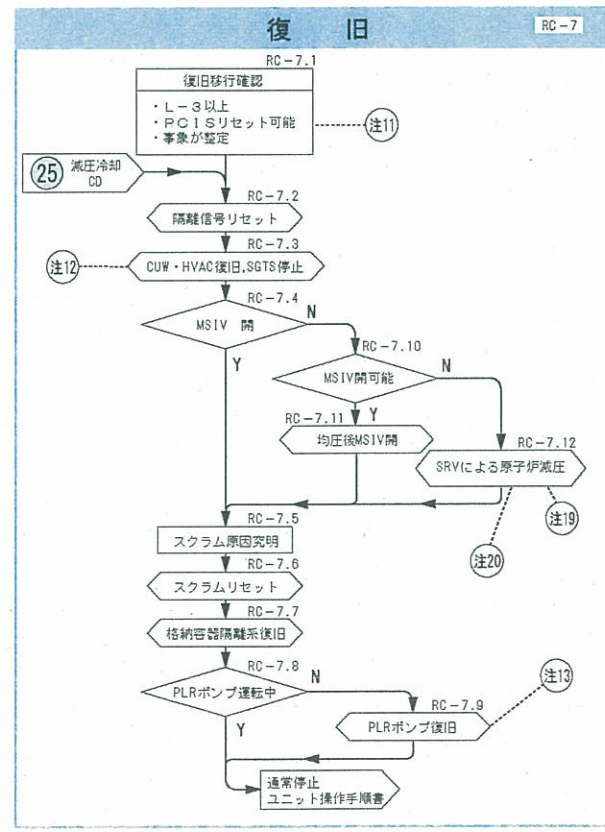 復旧
RC-7
RC-7.1
復旧移行確認
・L-3以上
・PCISリセット可能
・事象が整定
注11
25 減圧冷却
CD
RC-7.2
隔離信号リセット
RC-7.3
注12
CUW・HVAC復旧,SGTS停止
RC-7.4
MSIV 開
N
Y
RC-7.10
MSIV開可能
N
Y
RC-7.11
均圧後MSIV開
RC-7.12
SRVによる原子炉減圧
注19
注20
RC-7.5
スクラム原因究明
RC-7.6
スクラムリセット
RC-7.7
格納容器隔離系復旧
RC-7.8
PLRポンプ運転中
N
Y
注13
RC-7.9
PLRポンプ復旧
通常停止
ユニット操作手順書